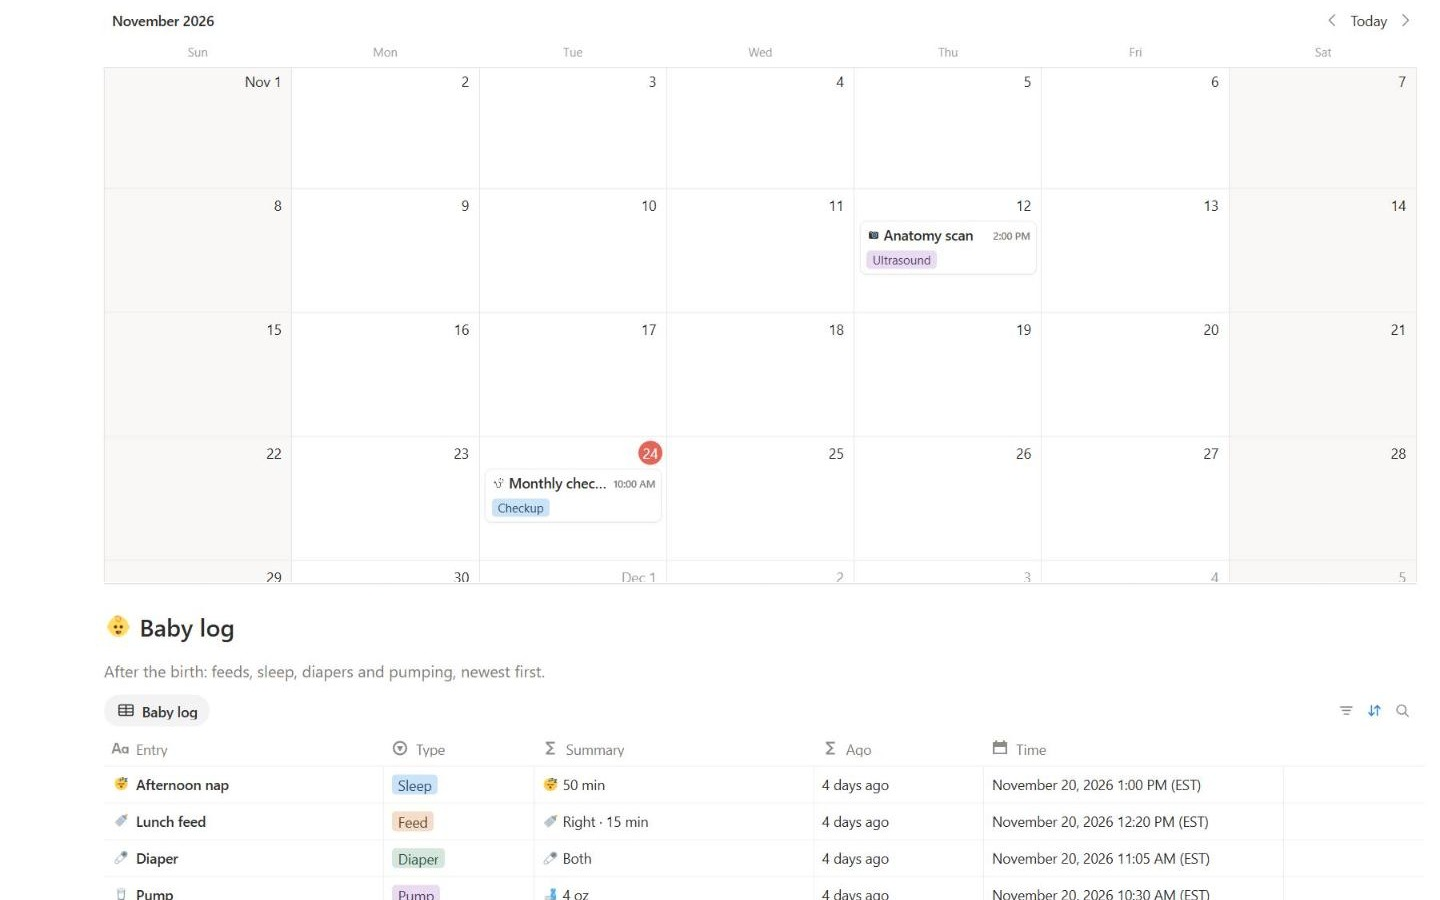 November 2026
Today
Sun Mon Tue Wed Thu Fri Sat
Nov 1 2 3 4 5 6 7
8 9 10 11 12 13 14
Anatomy scan 2:00 PM
Ultrasound
15 16 17 18 19 20 21
22 23 24 25 26 27 28
Monthly chec... 10:00 AM
Checkup
29 30 Dec 1 2 3 4 5
Baby log
After the birth: feeds, sleep, diapers and pumping, newest first.
Baby log
Aa Entry Type Σ Summary Σ Ago Time
Afternoon nap Sleep 50 min 4 days ago November 20, 2026 1:00 PM (EST)
Lunch feed Feed Right · 15 min 4 days ago November 20, 2026 12:20 PM (EST)
Diaper Diaper Both 4 days ago November 20, 2026 11:05 AM (EST)
Pump Pump 4 oz 4 days ago November 20, 2026 10:30 AM (EST)